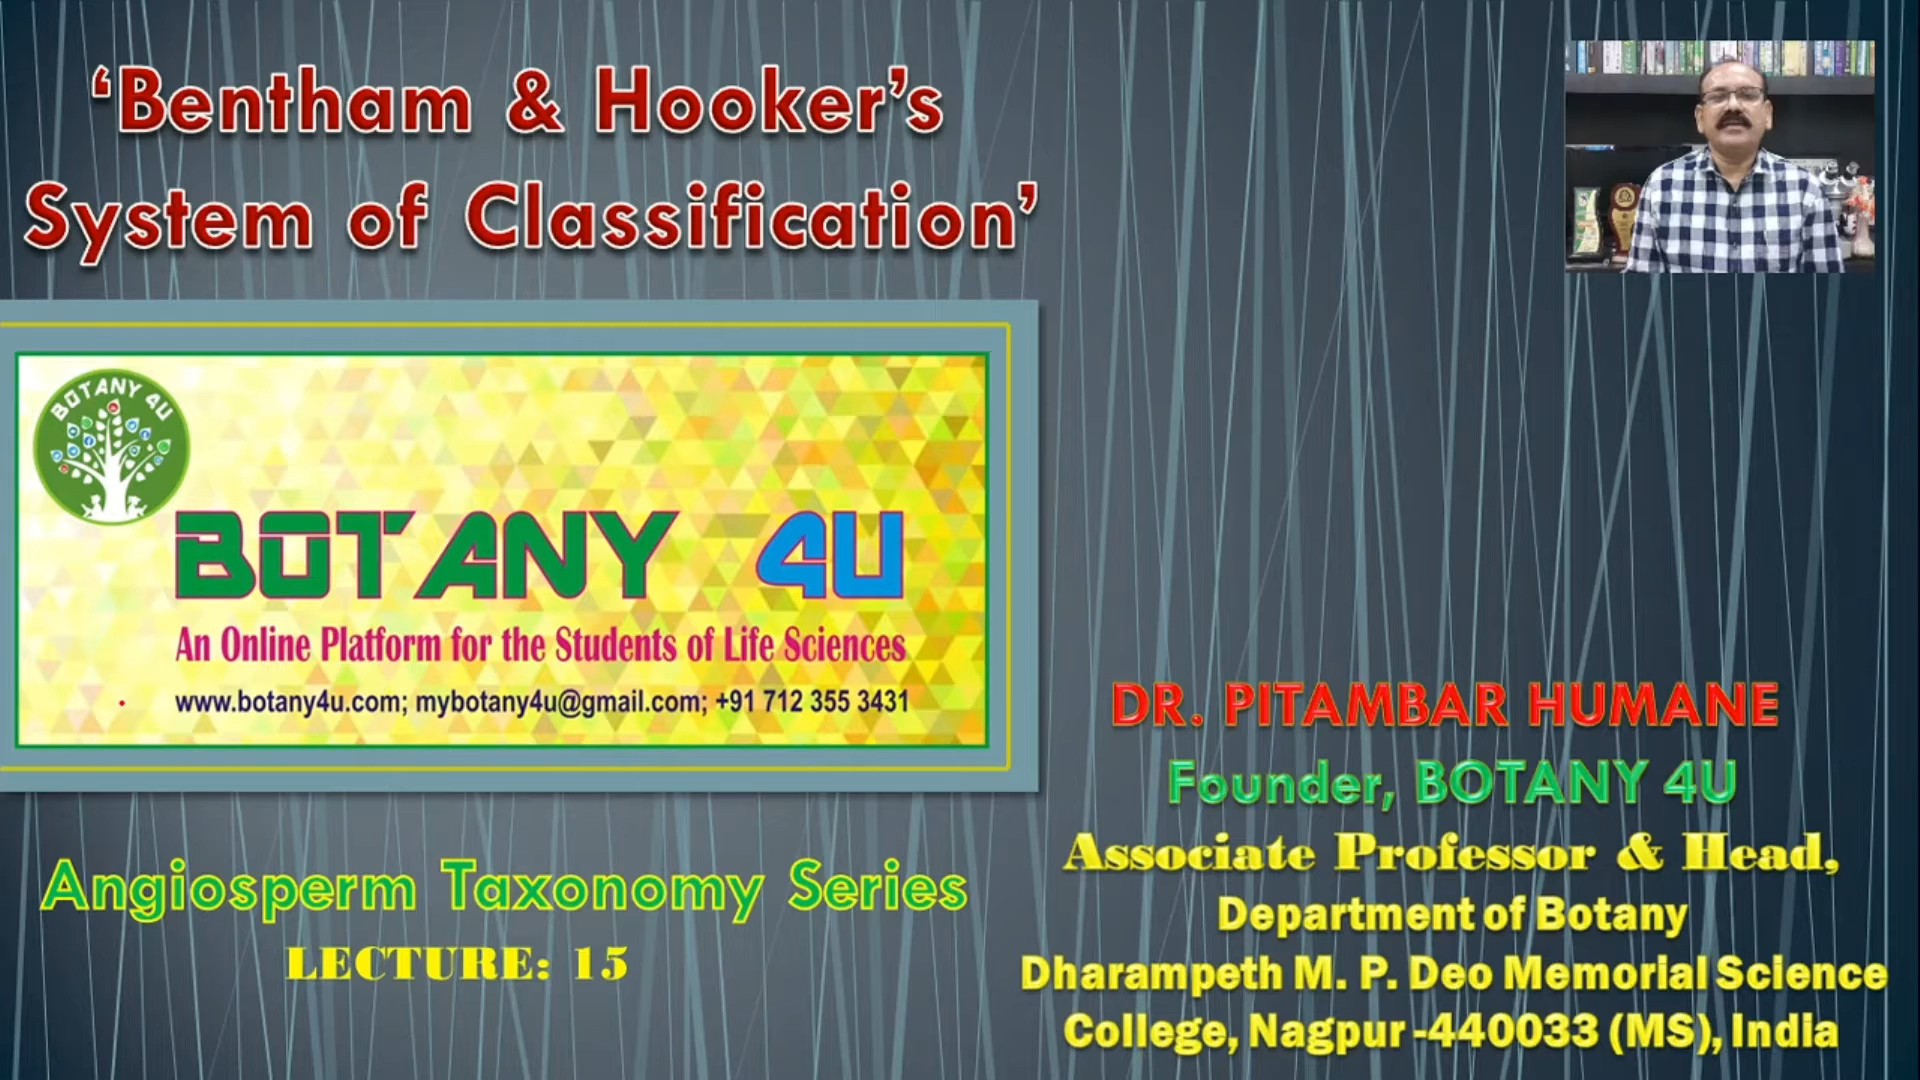 ‘Bentham & Hooker’s
System of Classification’
BOTANY 4U
BOTANY 4U
An Online Platform for the Students of Life Sciences
www.botany4u.com; mybotany4u@gmail.com; +91 712 355 3431
Angiosperm Taxonomy Series
LECTURE: 15
DR. PITAMBAR HUMANE
Founder, BOTANY 4U
Associate Professor & Head,
Department of Botany
Dharampeth M. P. Deo Memorial Science
College, Nagpur -440033 (MS), India